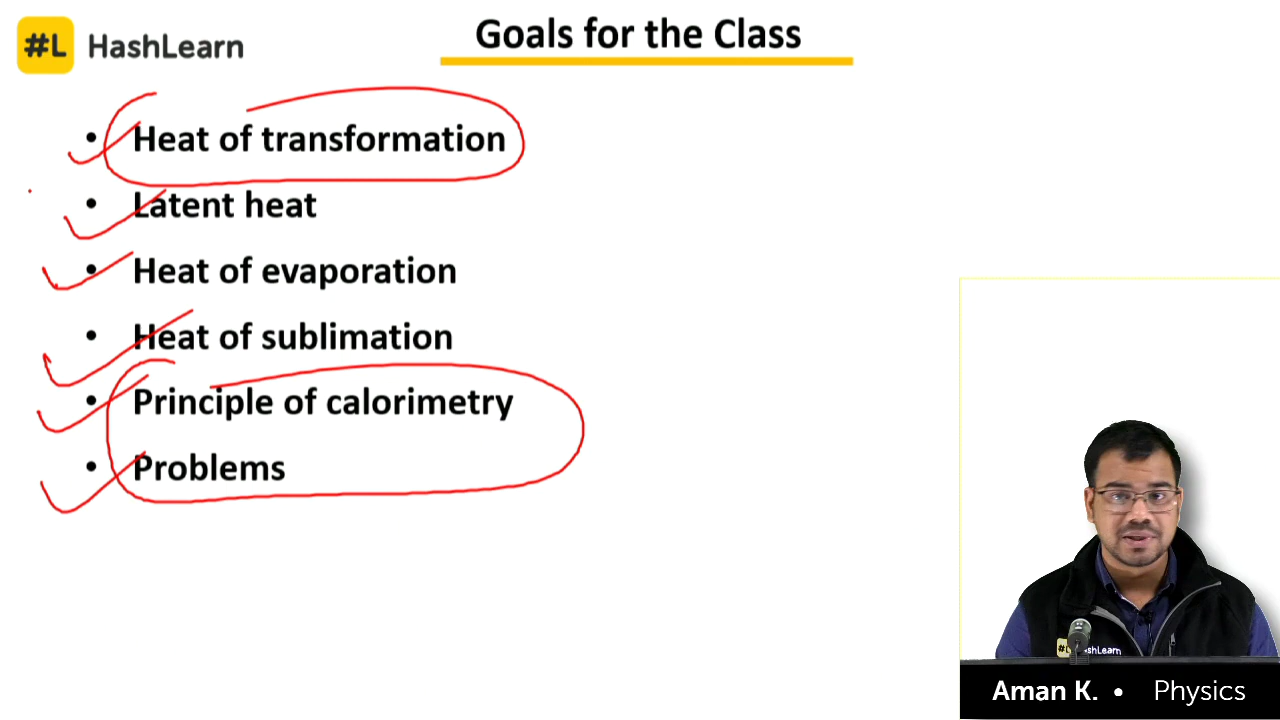 #L HashLearn
Goals for the Class
• Heat of transformation
• Latent heat
• Heat of evaporation
• Heat of sublimation
• Principle of calorimetry
• Problems
#L HashLearn
Aman K. • Physics